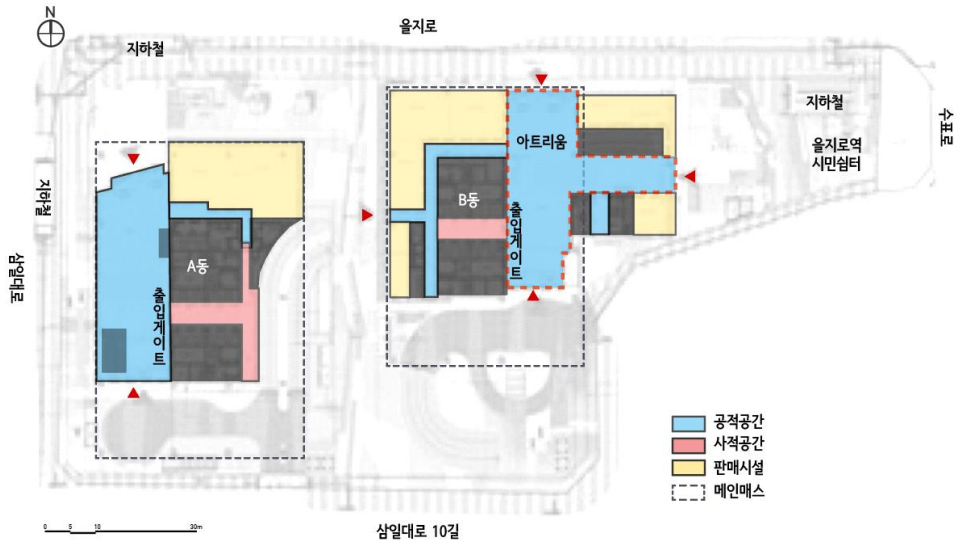 N
을지로
지하철
지하철
수표로
을지로역
시민쉼터
아트리움
B동
출입게이트
지하철
삼일대로
A동
출입게이트
공적공간
사적공간
판매시설
메인매스
0 5 10 30m
삼일대로 10길